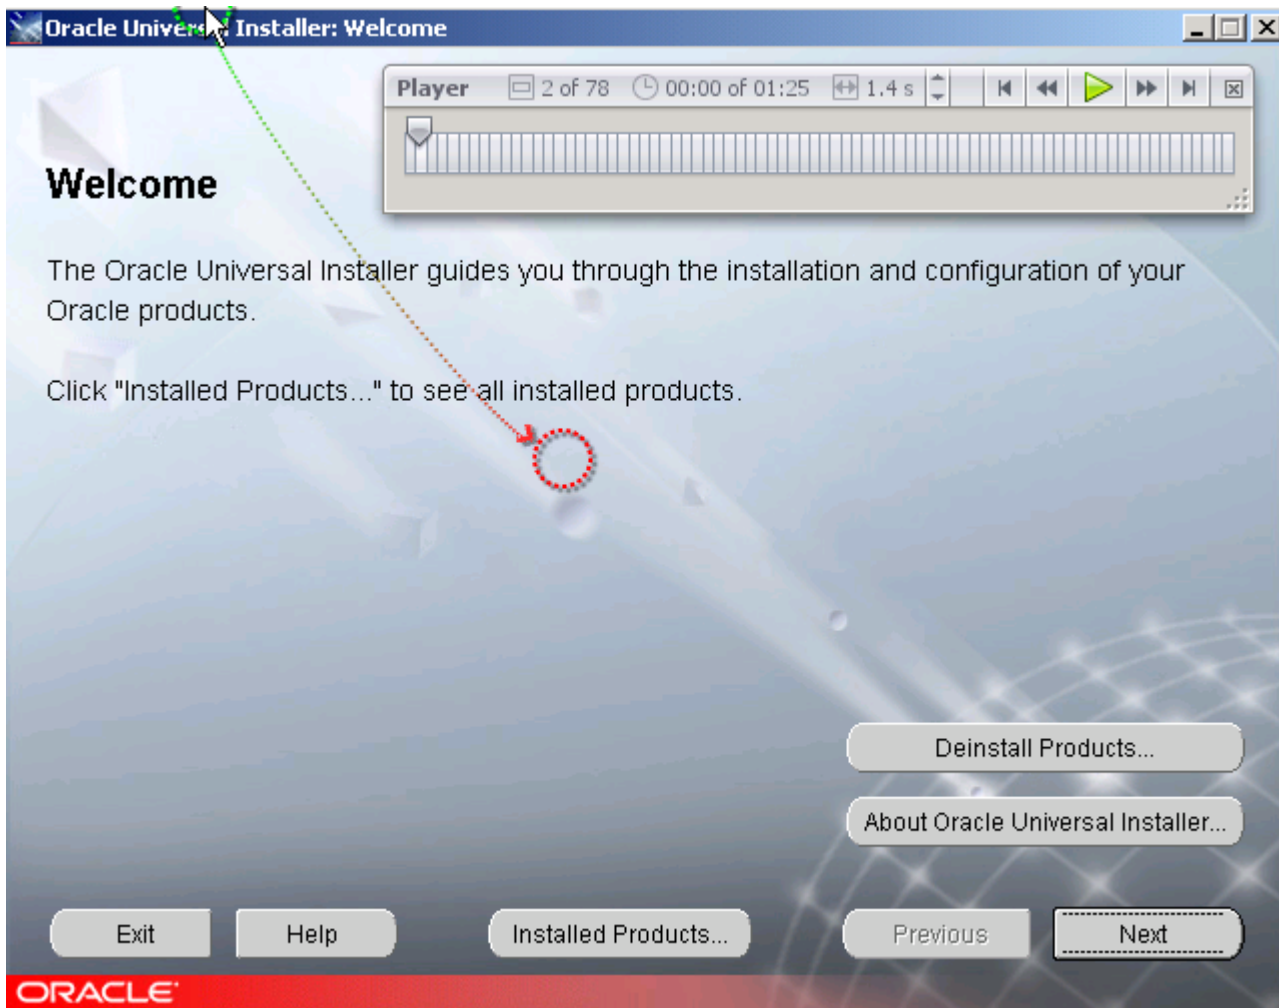 Oracle Universal Installer: Welcome
Player 2 of 78 00:00 of 01:25 1.4 s
Welcome
The Oracle Universal Installer guides you through the installation and configuration of your
Oracle products.
Click "Installed Products..." to see all installed products.
Deinstall Products...
About Oracle Universal Installer...
Exit Help Installed Products... Previous Next
ORACLE